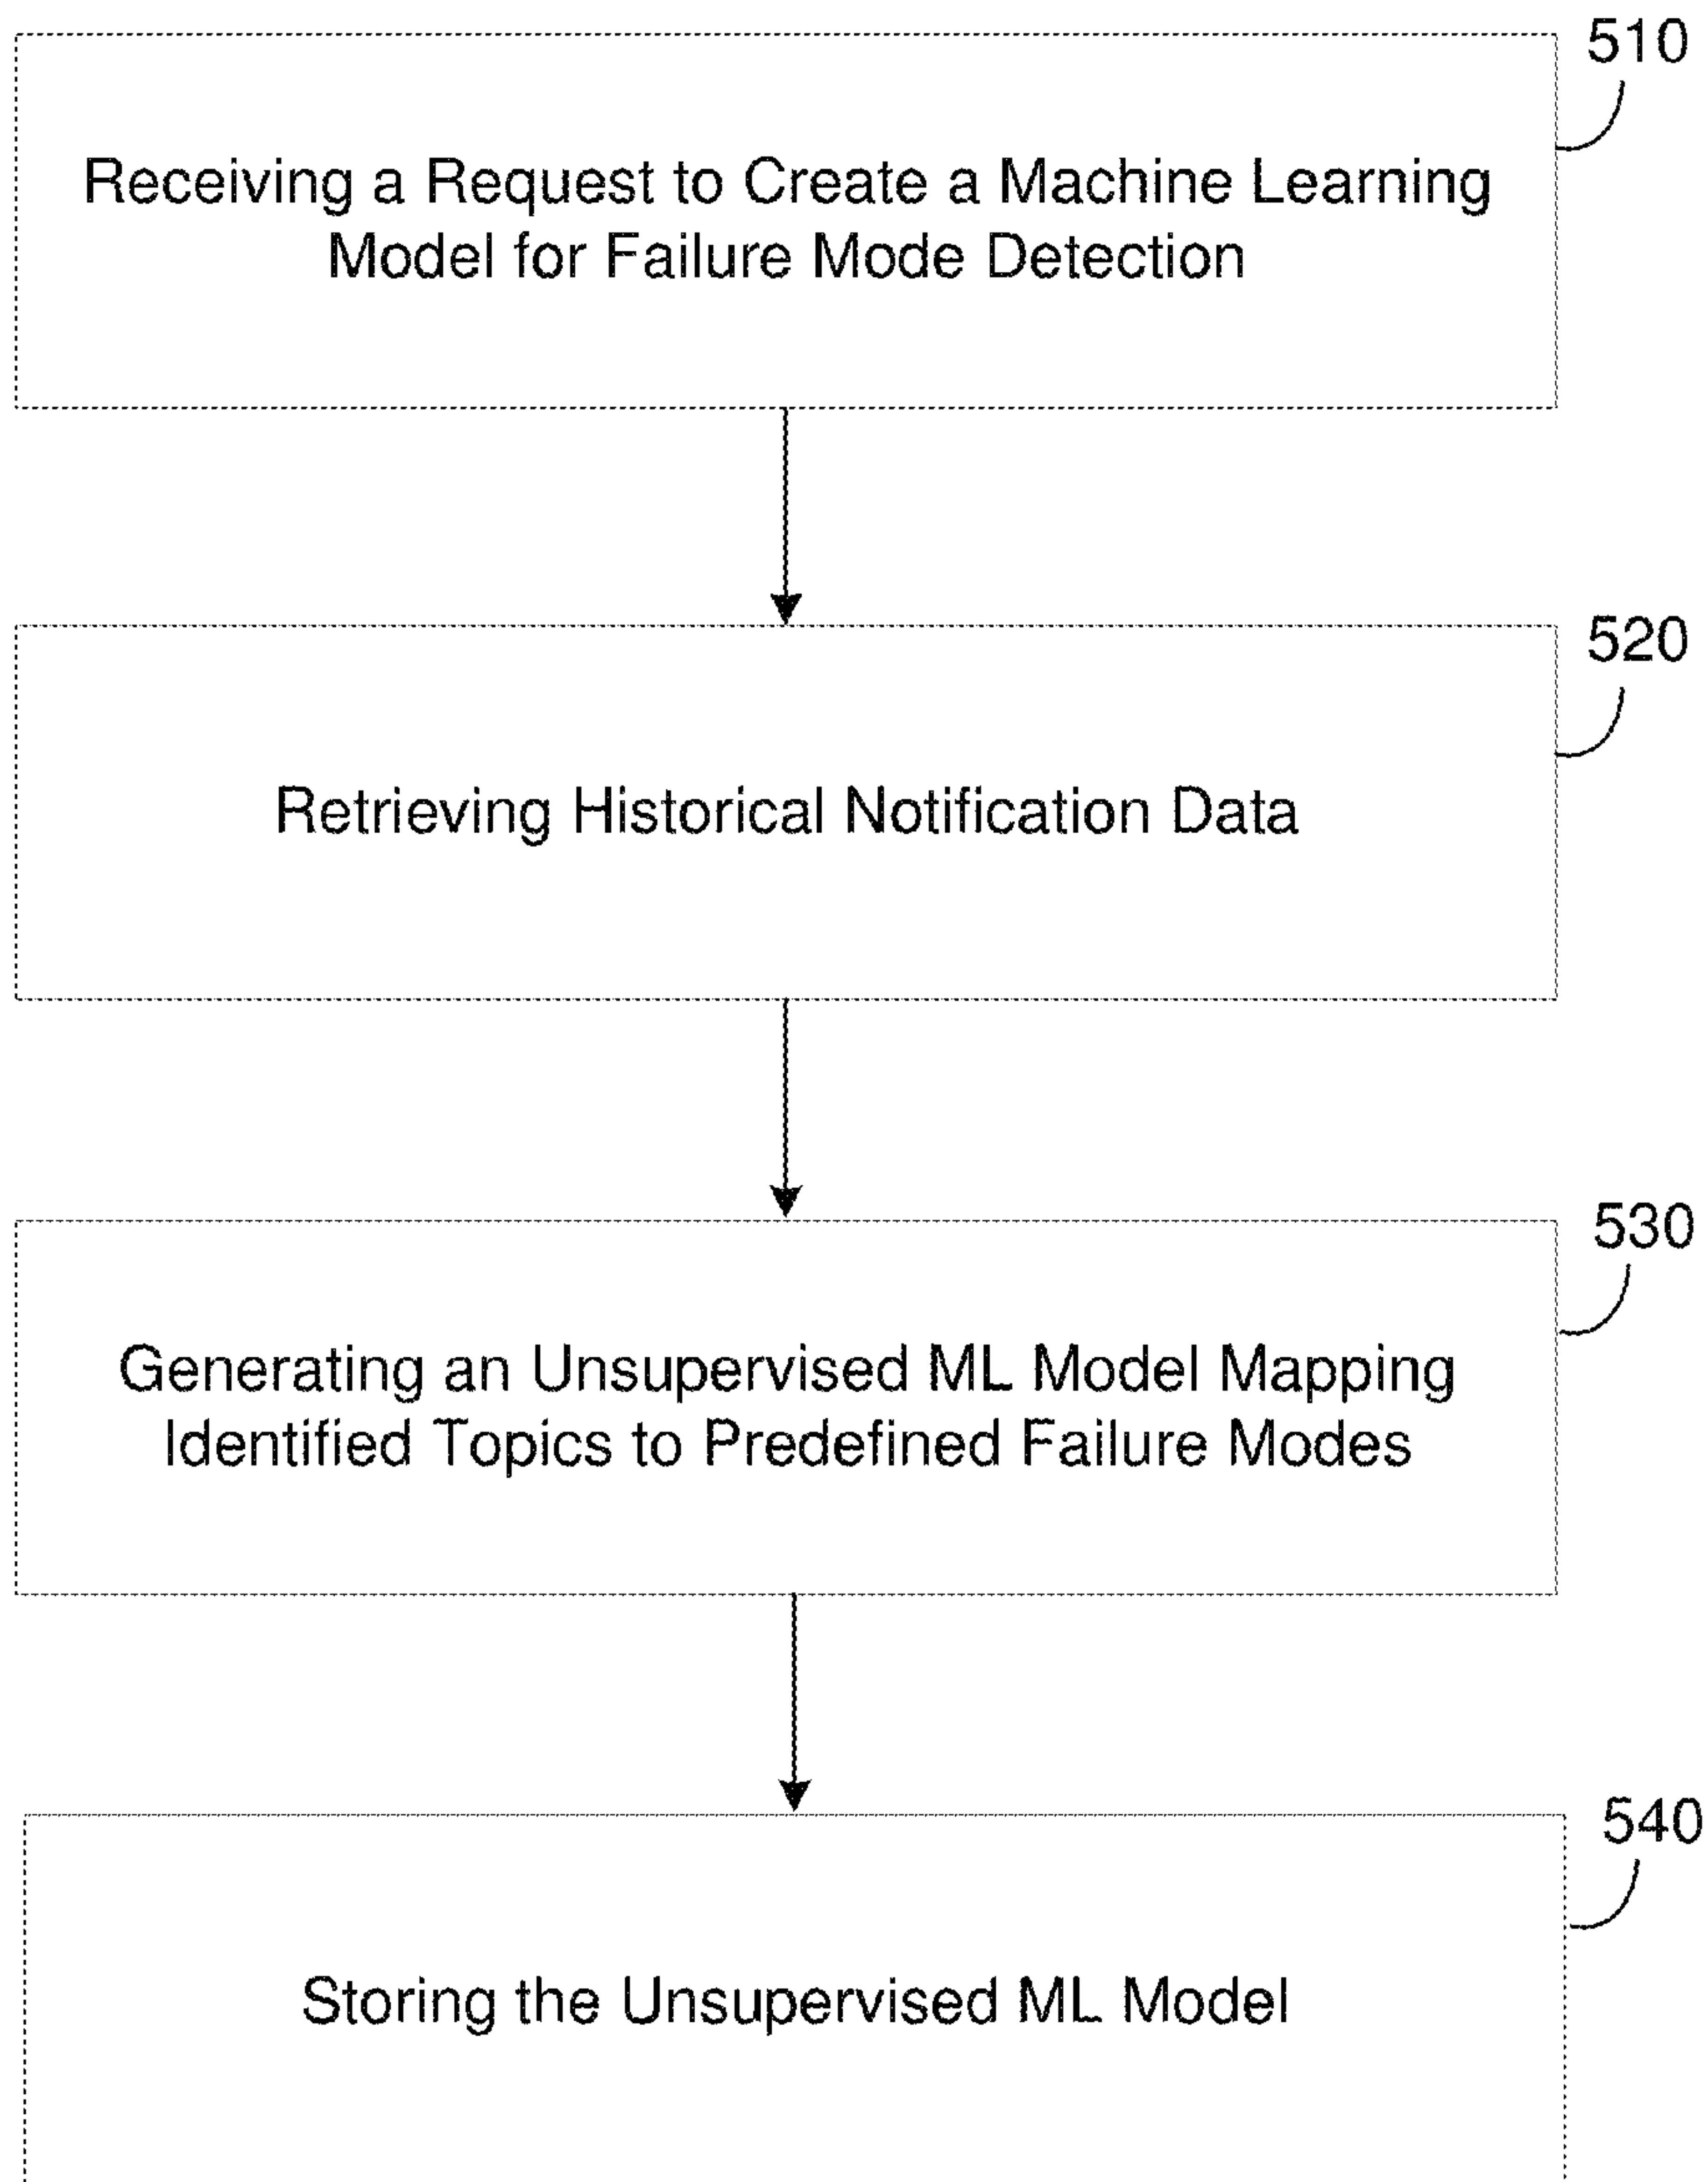 510
Receiving a Request to Create a Machine Learning
Model for Failure Mode Detection
520
Retrieving Historical Notification Data
530
Generating an Unsupervised ML Model Mapping
Identified Topics to Predefined Failure Modes
540
Storing the Unsupervised ML Model